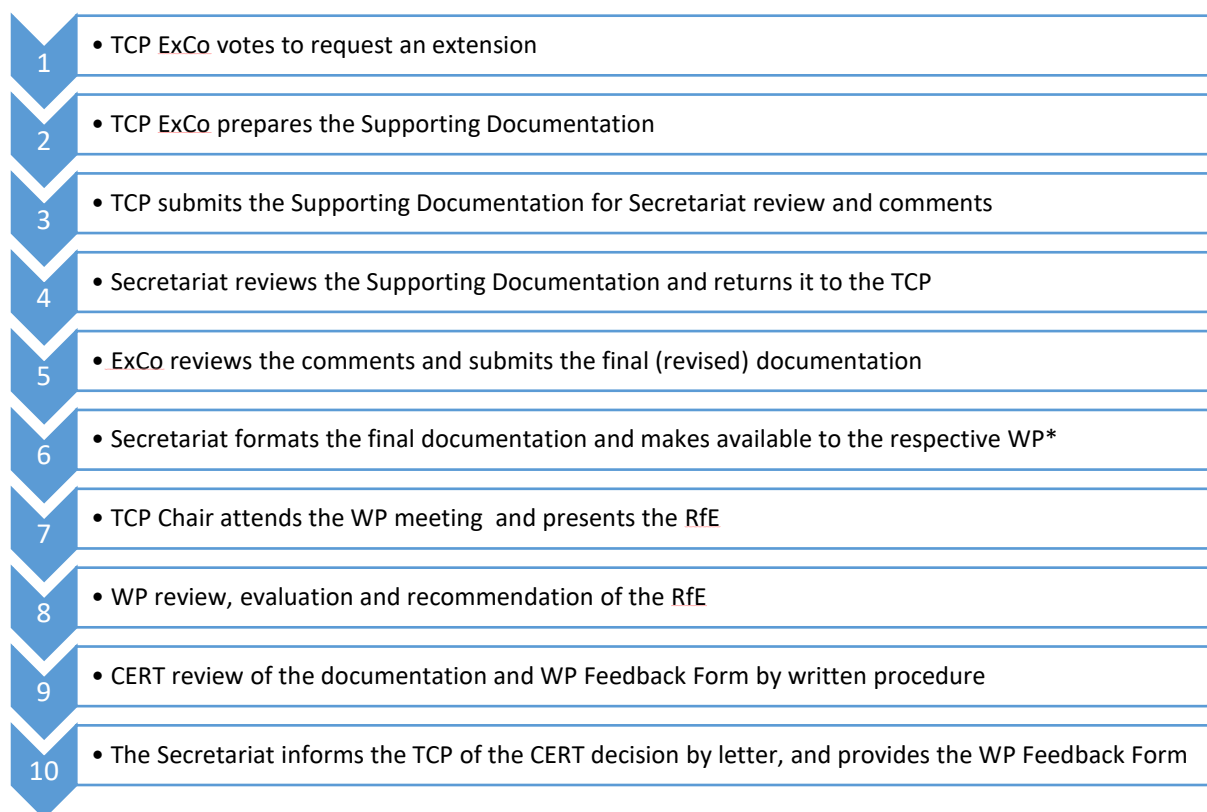 1 • TCP ExCo votes to request an extension
2 • TCP ExCo prepares the Supporting Documentation
3 • TCP submits the Supporting Documentation for Secretariat review and comments
4 • Secretariat reviews the Supporting Documentation and returns it to the TCP
5 • ExCo reviews the comments and submits the final (revised) documentation
6 • Secretariat formats the final documentation and makes available to the respective WP*
7 • TCP Chair attends the WP meeting  and presents the RfE
8 • WP review, evaluation and recommendation of the RfE
9 • CERT review of the documentation and WP Feedback Form by written procedure
10 • The Secretariat informs the TCP of the CERT decision by letter, and provides the WP Feedback Form